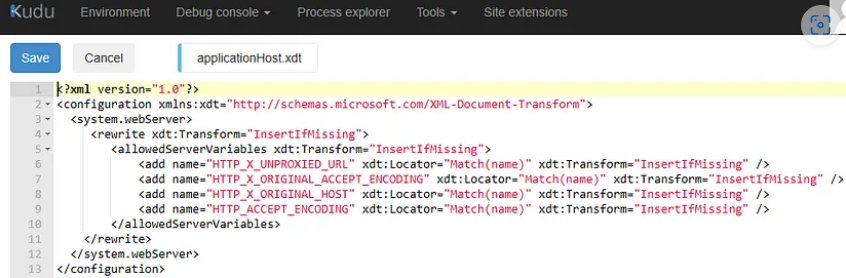 Kudu Environment Debug console Process explorer Tools Site extensions
Save Cancel applicationHost.xdt
1 <?xml version="1.0"?>
2 <configuration xmlns:xdt="http://schemas.microsoft.com/XML-Document-Transform">
3 <system.webServer>
4 <rewrite xdt:Transform="InsertIfMissing">
5 <allowedServerVariables xdt:Transform="InsertIfMissing">
6 <add name="HTTP_X_UNPROXIED_URL" xdt:Locator="Match(name)" xdt:Transform="InsertIfMissing" />
7 <add name="HTTP_X_ORIGINAL_ACCEPT_ENCODING" xdt:Locator="Match(name)" xdt:Transform="InsertIfMissing" />
8 <add name="HTTP_X_ORIGINAL_HOST" xdt:Locator="Match(name)" xdt:Transform="InsertIfMissing" />
9 <add name="HTTP_ACCEPT_ENCODING" xdt:Locator="Match(name)" xdt:Transform="InsertIfMissing" />
10 </allowedServerVariables>
11 </rewrite>
12 </system.webServer>
13 </configuration>